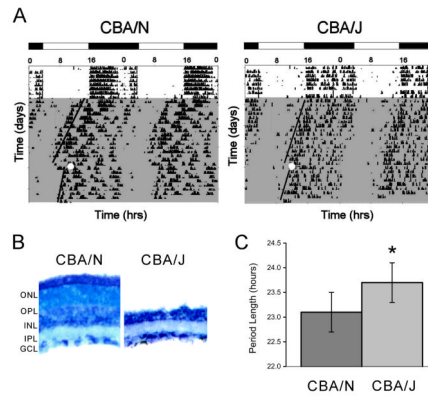 A
CBA/N
CBA/J
0 8 16 0 8 16 0
0 8 16 0 8 16 0
Time (days)
Time (days)
Time (hrs)
Time (hrs)
B
CBA/N
CBA/J
ONL
OPL
INL
IPL
GCL
C
*
Period Length (hours)
24.5
24.0
23.5
23.0
22.5
22.0
CBA/N
CBA/J